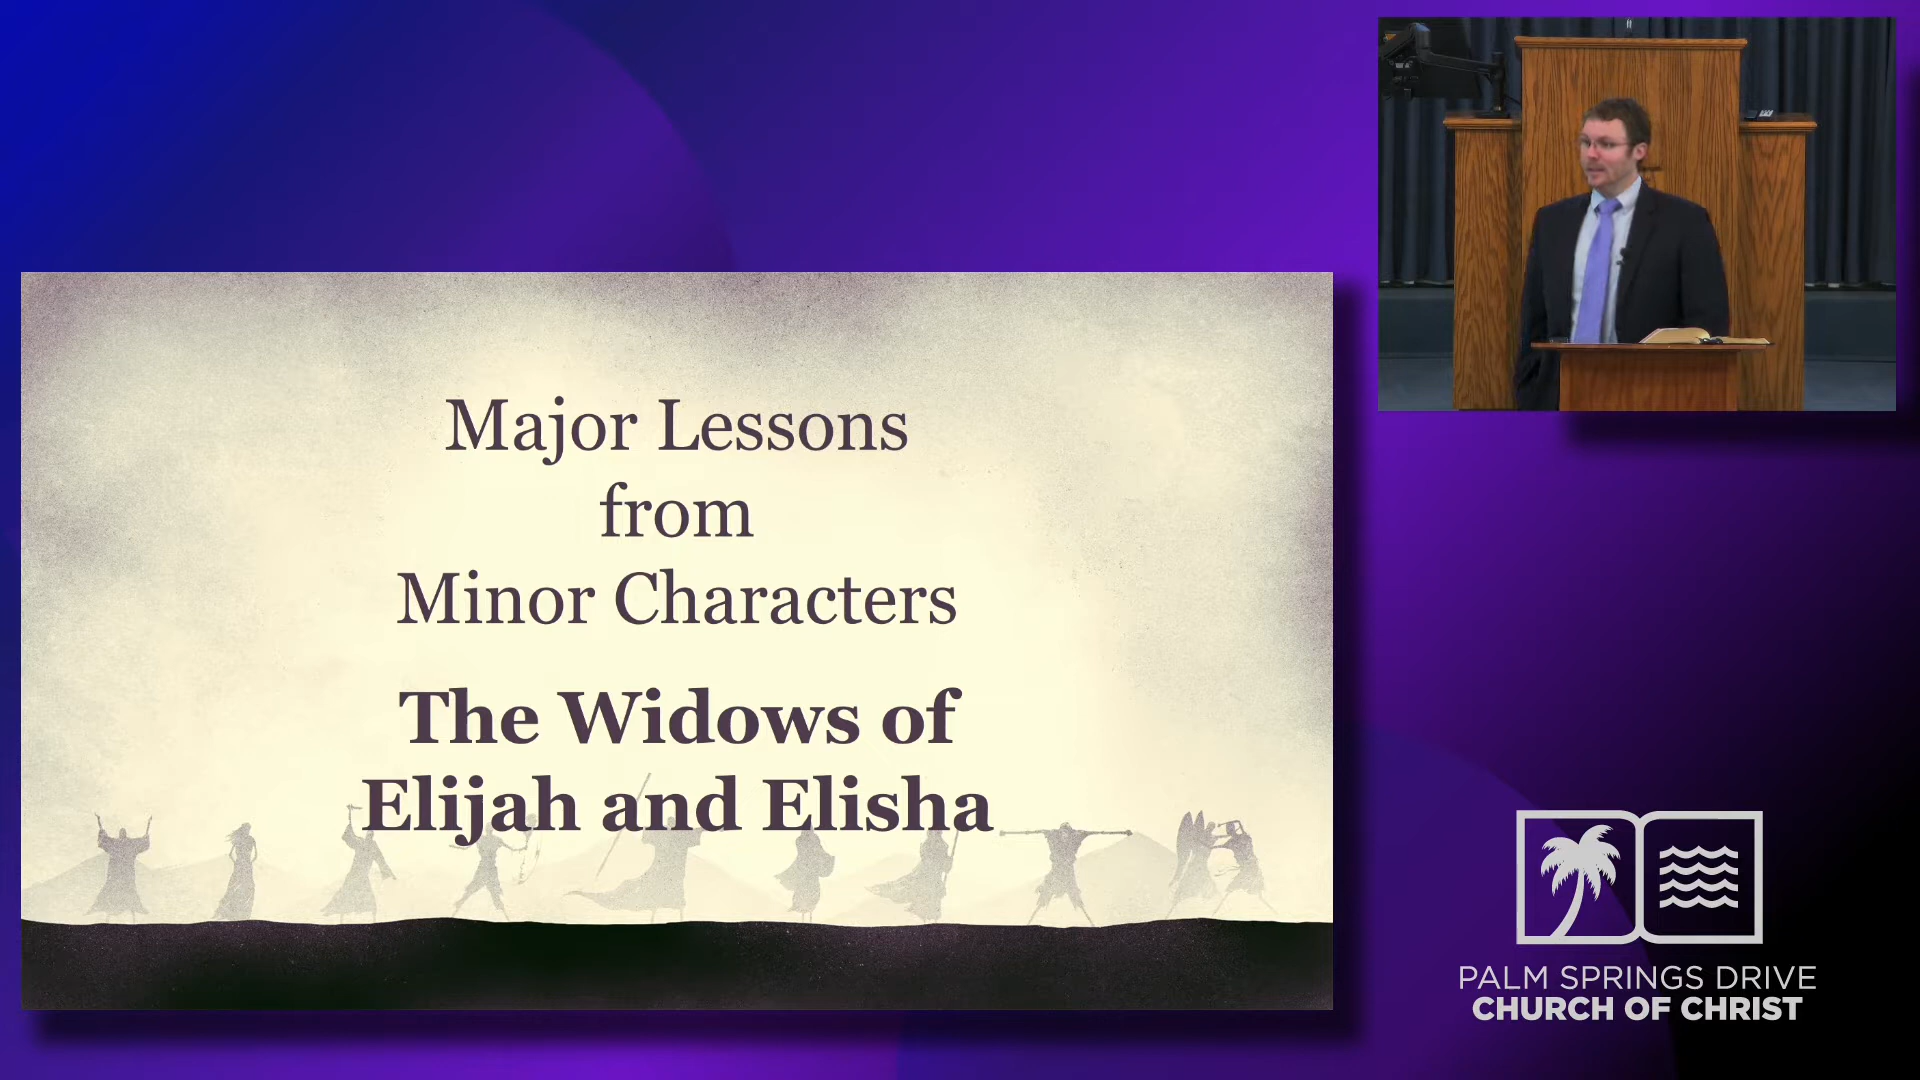 Major Lessons
from
Minor Characters
The Widows of
Elijah and Elisha
PALM SPRINGS DRIVE
CHURCH OF CHRIST